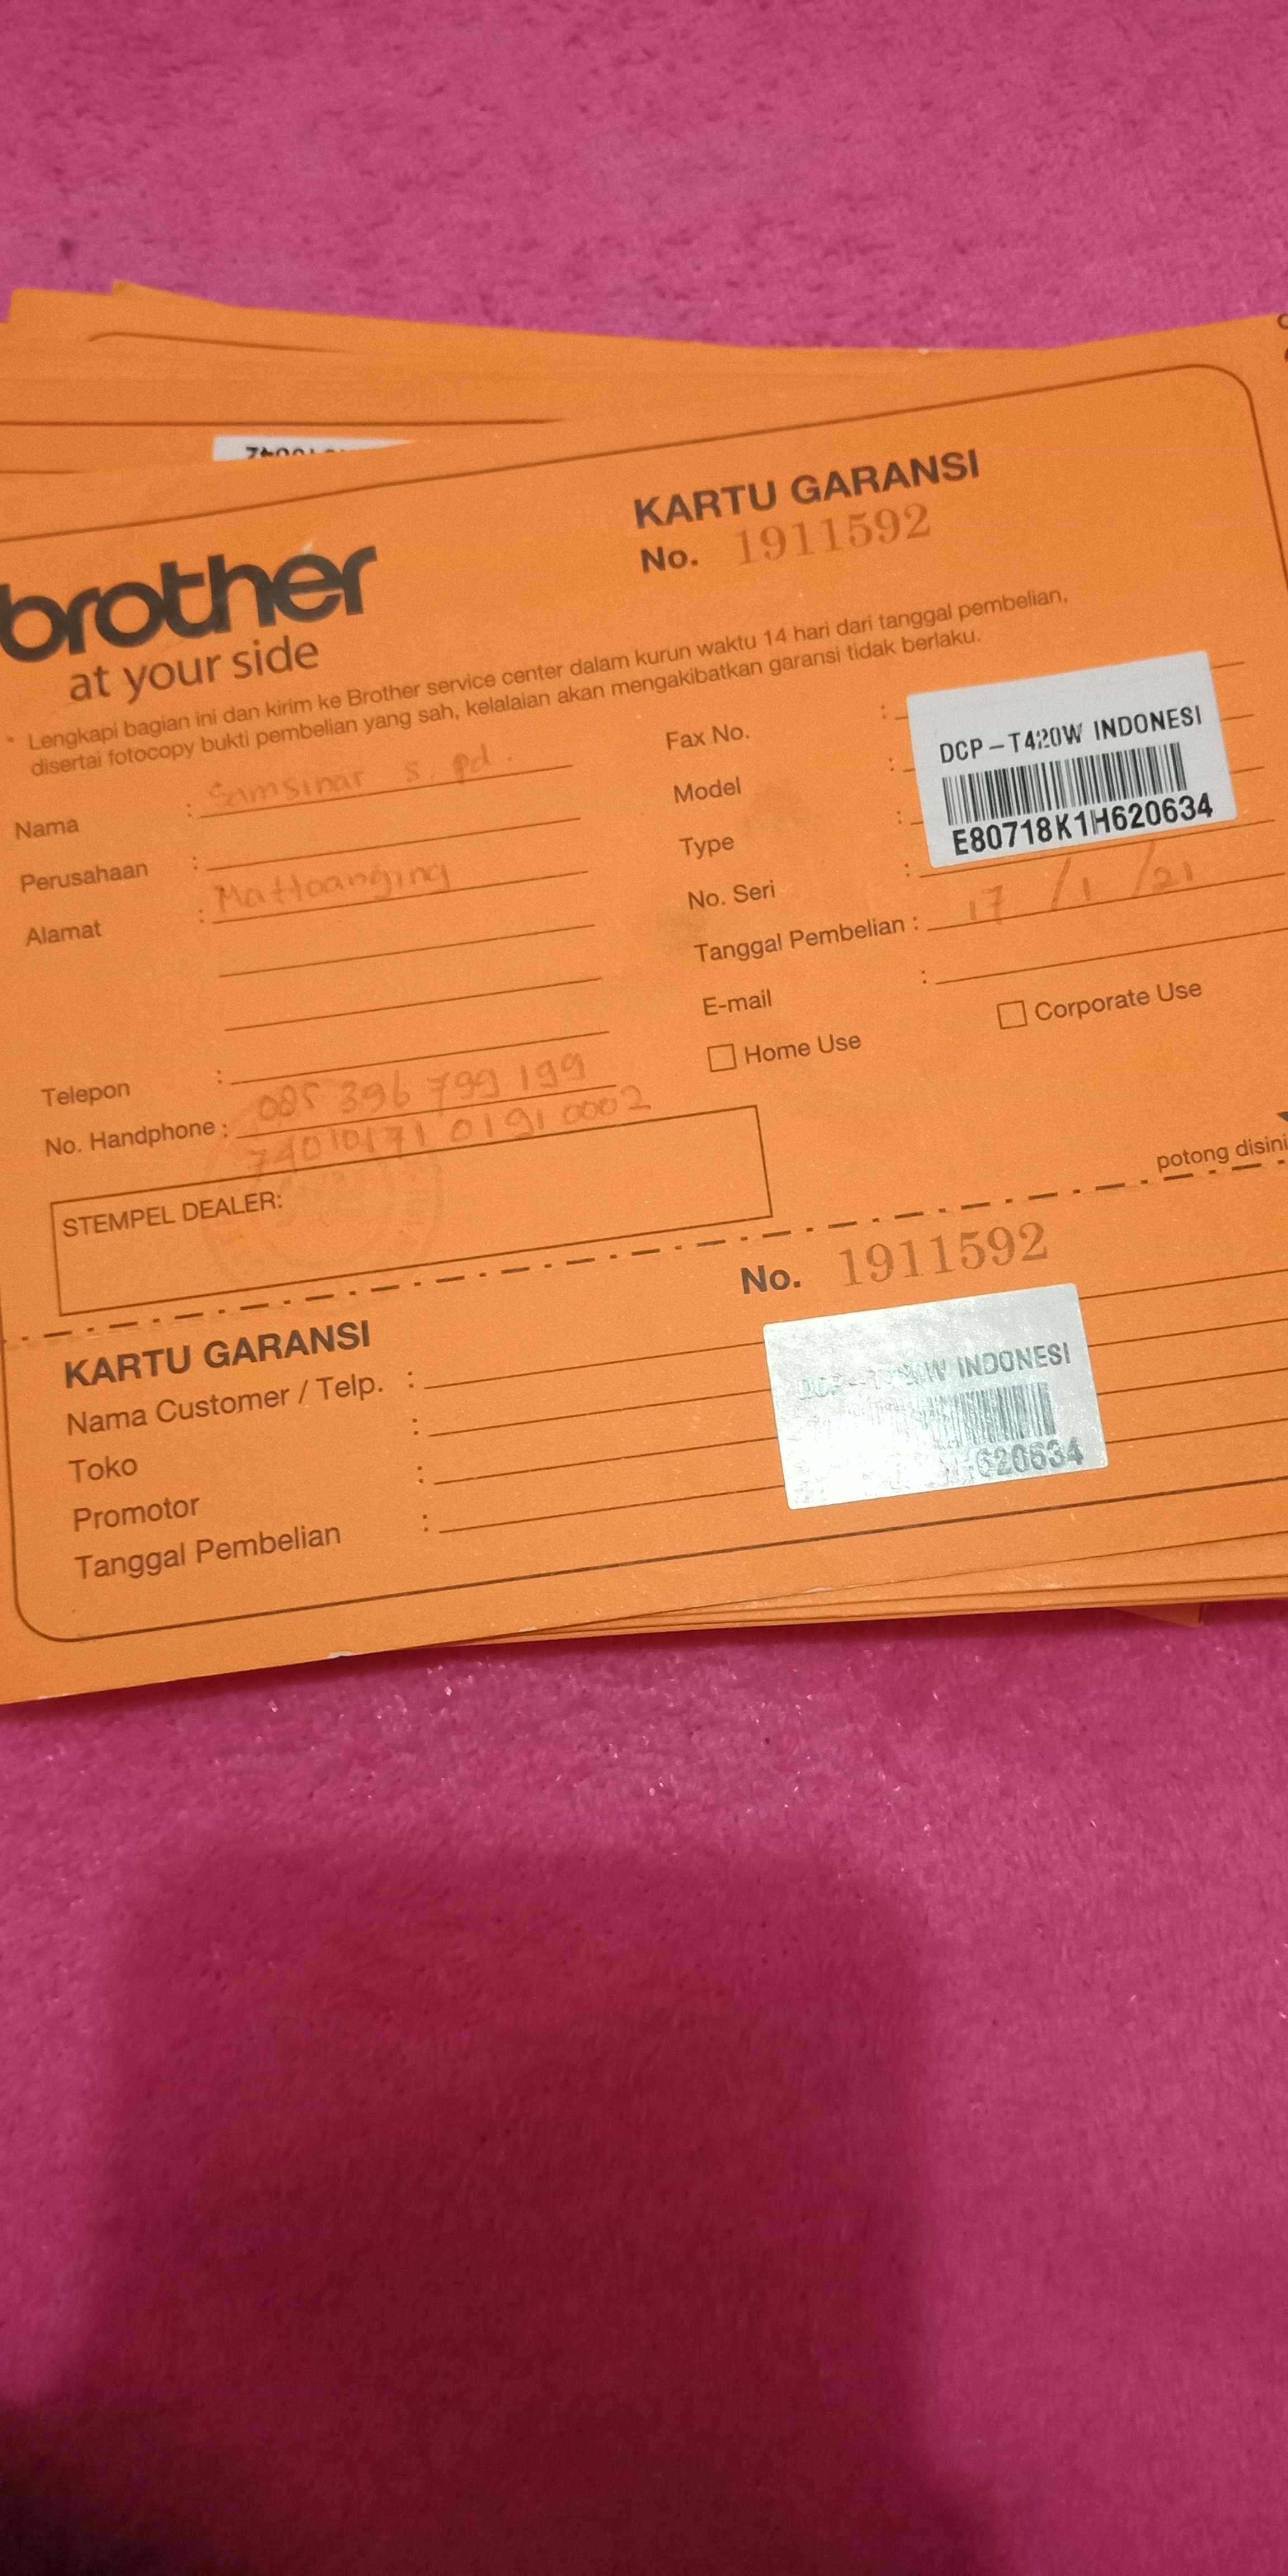 brother
at your side
KARTU GARANSI
No. 1911592
* Lengkapi bagian ini dan kirim ke Brother service center dalam kurun waktu 14 hari dari tanggal pembelian,
disertai fotocopy bukti pembelian yang sah, kelalaian akan mengakibatkan garansi tidak berlaku.
Nama : Samsinar s.pd.
Perusahaan :
Alamat : Mattoanging
Telepon :
No. Handphone : 085 396 799 199
7401017101910002
STEMPEL DEALER:
Fax No. :
Model :
Type :
No. Seri :
DCP-T420W INDONESI
E80718K1H620634
Tanggal Pembelian : 17 / 1 / 21
E-mail :
Home Use
Corporate Use
potong disini
No. 1911592
KARTU GARANSI
Nama Customer / Telp. :
Toko :
Promotor :
Tanggal Pembelian :
INDONESI
620634